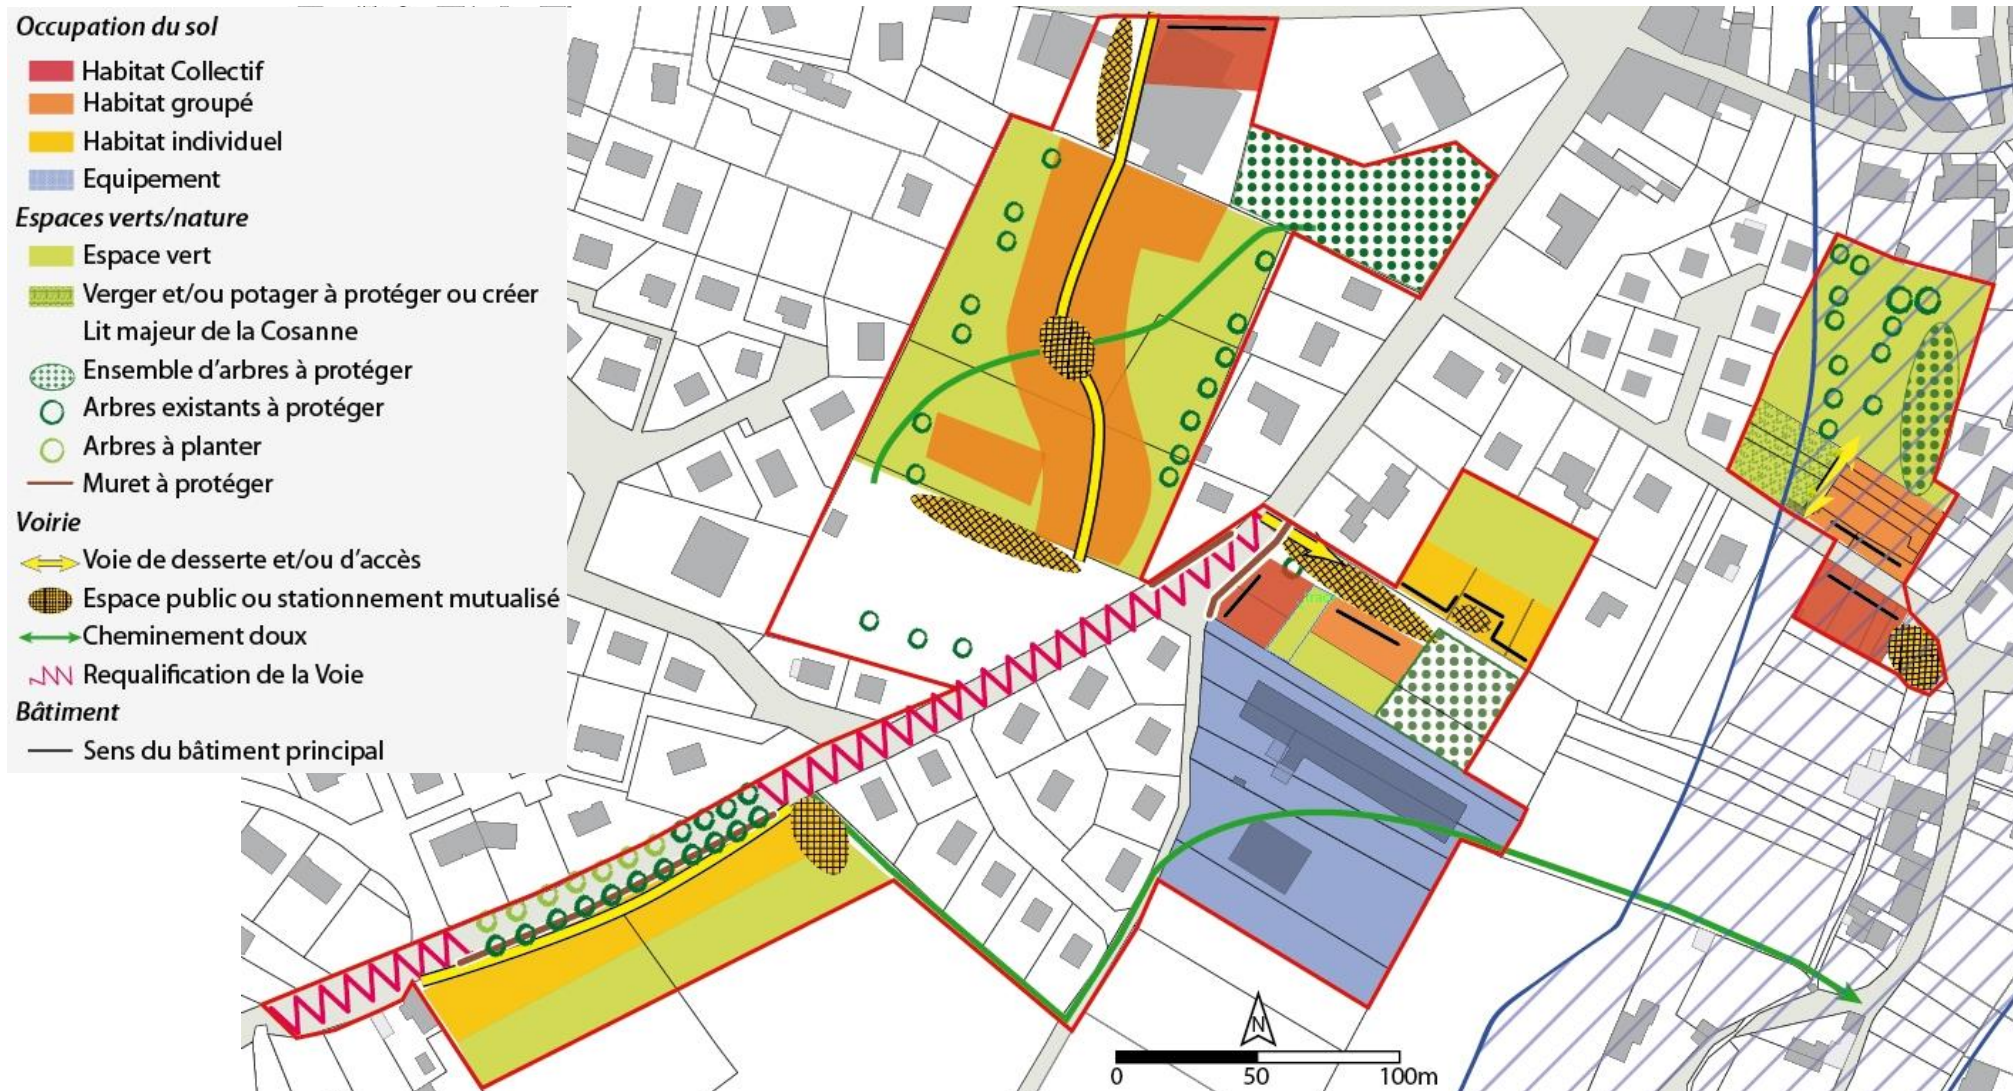 Occupation du sol
Habitat Collectif
Habitat groupé
Habitat individuel
Equipement
Espaces verts/nature
Espace vert
Verger et/ou potager à protéger ou créer
Lit majeur de la Cosanne
Ensemble d'arbres à protéger
Arbres existants à protéger
Arbres à planter
Muret à protéger
Voirie
Voie de desserte et/ou d'accès
Espace public ou stationnement mutualisé
Cheminement doux
Requalification de la Voie
Bâtiment
Sens du bâtiment principal
N
0 50 100m